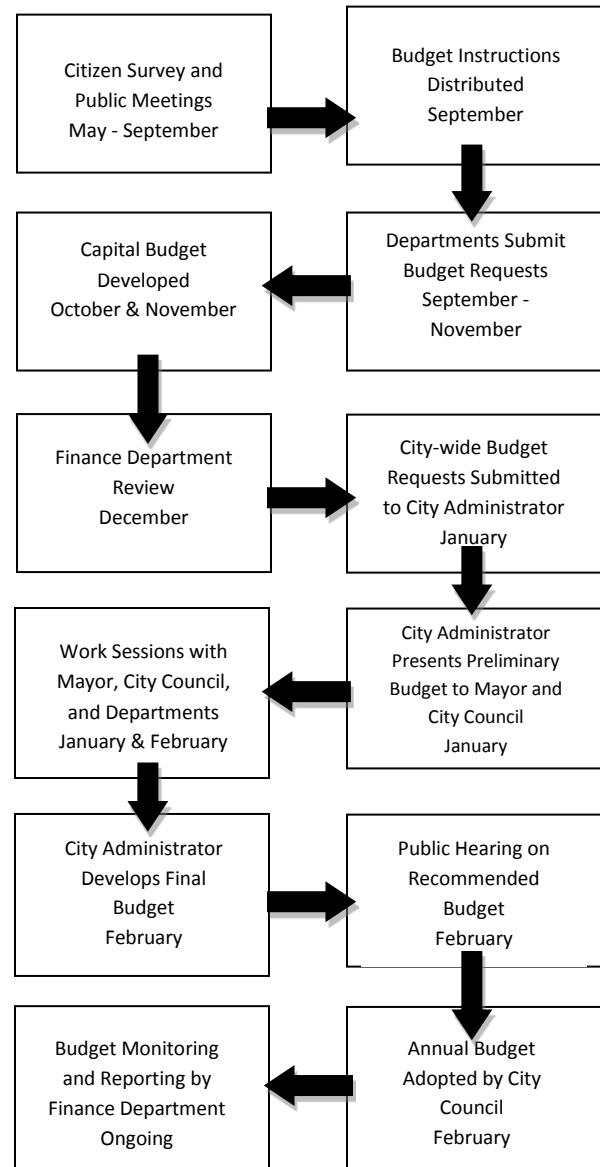 Citizen Survey and
Public Meetings
May - September
Budget Instructions
Distributed
September
Departments Submit
Budget Requests
September -
November
Capital Budget
Developed
October & November
Finance Department
Review
December
City-wide Budget
Requests Submitted
to City Administrator
January
City Administrator
Presents Preliminary
Budget to Mayor and
City Council
January
Work Sessions with
Mayor, City Council,
and Departments
January & February
City Administrator
Develops Final
Budget
February
Public Hearing on
Recommended
Budget
February
Annual Budget
Adopted by City
Council
February
Budget Monitoring
and Reporting by
Finance Department
Ongoing